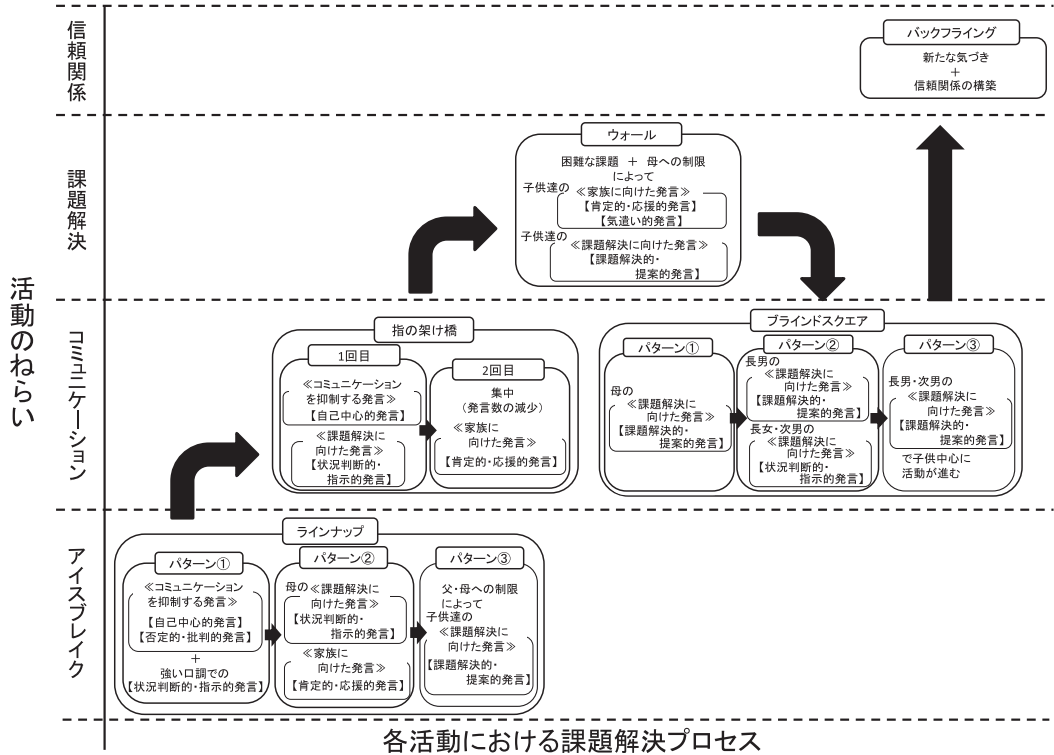 活動のねらい
信頼関係
バックフライング
新たな気づき
+
信頼関係の構築
課題解決
ウォール
困難な課題 + 母への制限
によって
子供達の
≪家族に向けた発言≫
【肯定的・応援的発言】
【気遣い的発言】
子供達の
≪課題解決に向けた発言≫
【課題解決的・
提案的発言】
コミュニケーション
指の架け橋
1回目
≪コミュニケーション
を抑制する発言≫
【自己中心的発言】
≪課題解決に
向けた発言≫
【状況判断的・
指示的発言】
2回目
集中
(発言数の減少)
≪家族に
向けた発言≫
【肯定的・応援的発言】
ブラインドスクエア
パターン①
母の
≪課題解決に
向けた発言≫
【課題解決的・
提案的発言】
パターン②
長男の
≪課題解決に
向けた発言≫
【課題解決的・
提案的発言】
長女・次男の
≪課題解決に
向けた発言≫
【状況判断的・
指示的発言】
パターン③
長男・次男の
≪課題解決に
向けた発言≫
【課題解決的・
提案的発言】
で子供中心に
活動が進む
アイスブレイク
ラインナップ
パターン①
≪コミュニケーション
を抑制する発言≫
【自己中心的発言】
【否定的・批判的発言】
+
強い口調での
【状況判断的・指示的発言】
パターン②
母の≪課題解決に
向けた発言≫
【状況判断的・
指示的発言】
≪家族に
向けた発言≫
【肯定的・応援的発言】
パターン③
父・母への制限
によって
子供達の
≪課題解決に
向けた発言≫
【課題解決的・
提案的発言】
各活動における課題解決プロセス